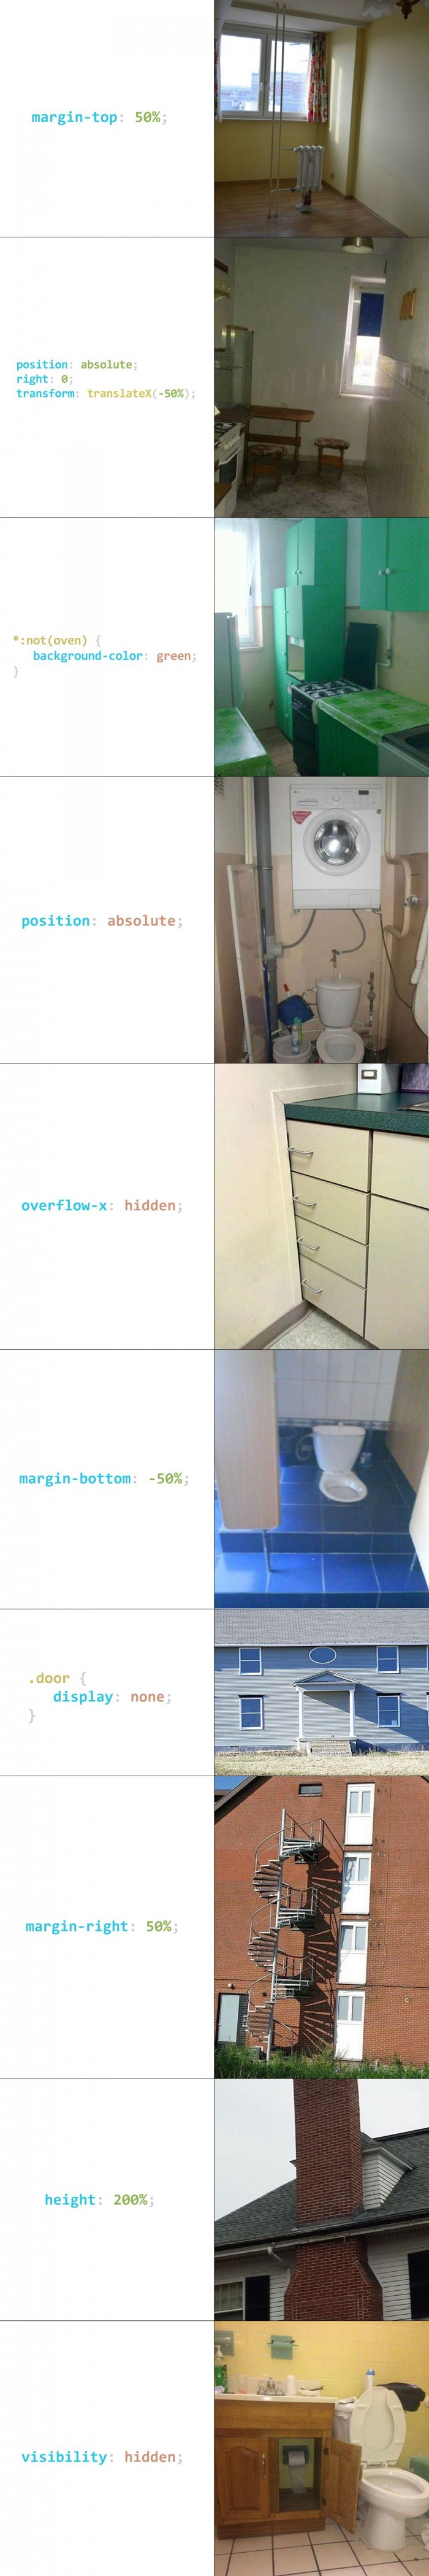 margin-top: 50%;
position: absolute;
right: 0;
transform: translateX(-50%);
*:not(oven) {
background-color: green;
}
position: absolute;
overflow-x: hidden;
margin-bottom: -50%;
.door {
display: none;
}
margin-right: 50%;
height: 200%;
visibility: hidden;